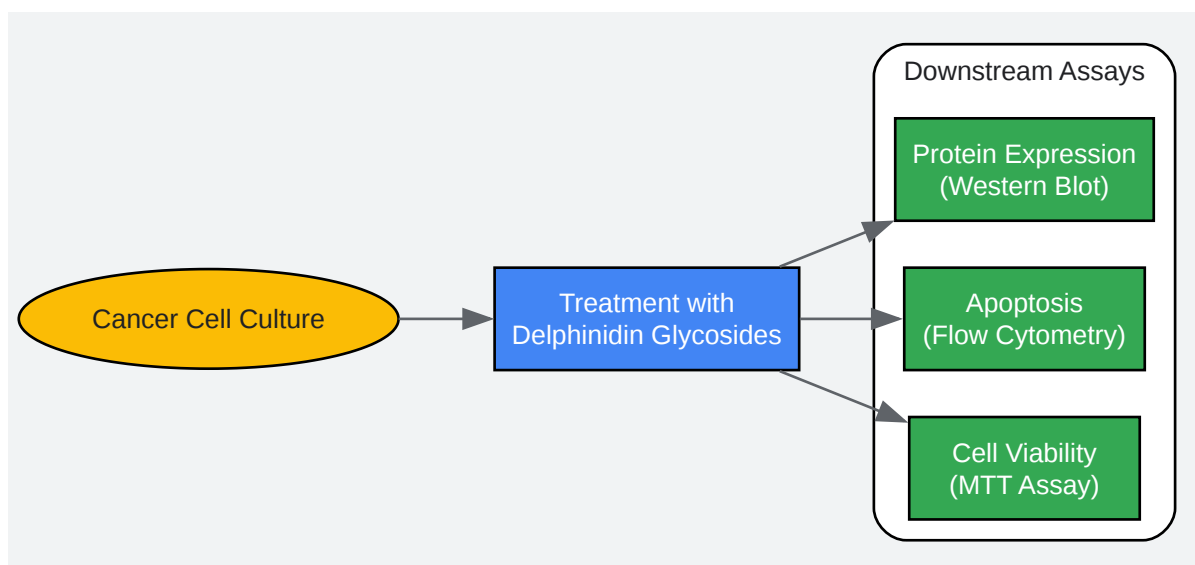 Downstream Assays
Protein Expression
(Western Blot)
Cancer Cell Culture
Treatment with
Delphinidin Glycosides
Apoptosis
(Flow Cytometry)
Cell Viability
(MTT Assay)